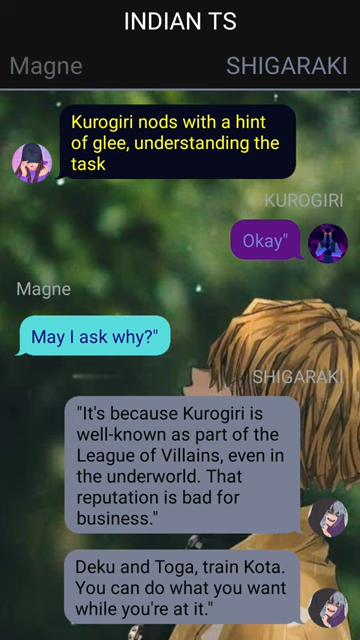 INDIAN TS
Magne
SHIGARAKI
Kurogiri nods with a hint
of glee, understanding the
task
KUROGIRI
Okay"
Magne
May I ask why?"
SHIGARAKI
"It's because Kurogiri is
well-known as part of the
League of Villains, even in
the underworld. That
reputation is bad for
business."
Deku and Toga, train Kota.
You can do what you want
while you're at it."